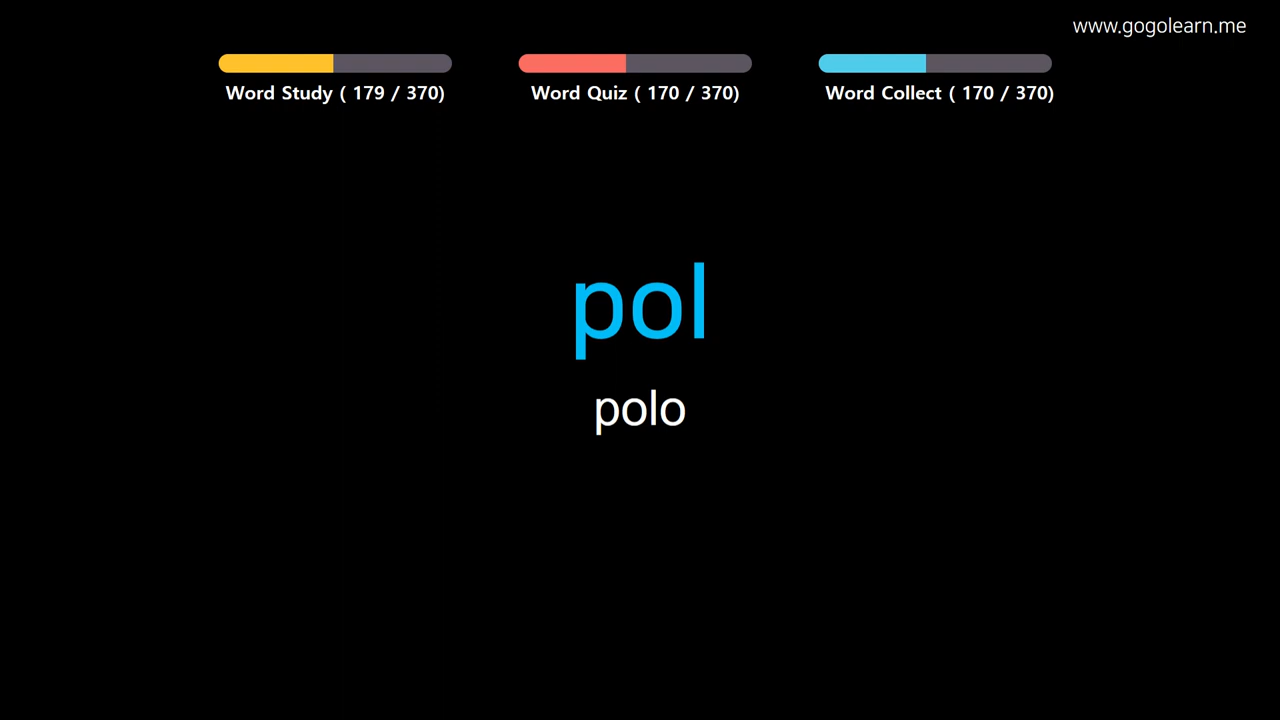 www.gogolearn.me
Word Study ( 179 / 370)
Word Quiz ( 170 / 370)
Word Collect ( 170 / 370)
pol
polo